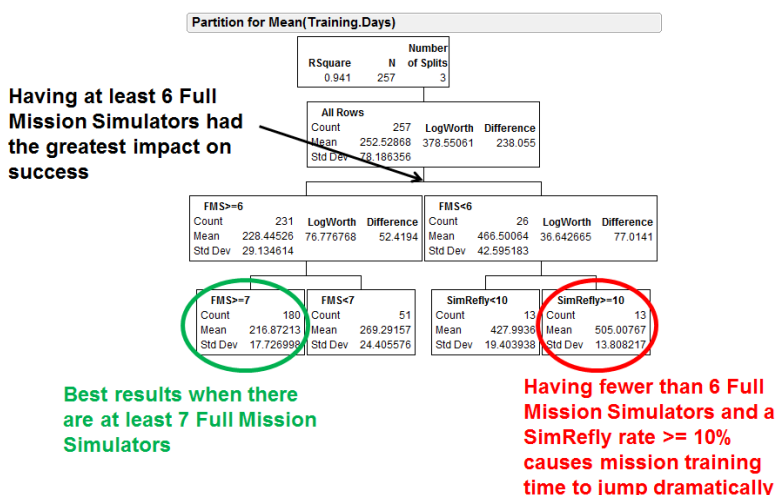 Partition for Mean(Training.Days)
Number
RSquare N of Splits
0.941 257 3
Having at least 6 Full
Mission Simulators had
the greatest impact on
success
All Rows
Count 257 LogWorth Difference
Mean 252.52868 378.55061 238.055
Std Dev 78.186356
FMS>=6
Count 231 LogWorth Difference
Mean 228.44526 76.776768 52.4194
Std Dev 29.134614
FMS<6
Count 26 LogWorth Difference
Mean 466.50064 36.642665 77.0141
Std Dev 42.595183
FMS>=7
Count 180
Mean 216.87213
Std Dev 17.726998
FMS<7
Count 51
Mean 269.29157
Std Dev 24.405576
SimRefly<10
Count 13
Mean 427.9936
Std Dev 19.403938
SimRefly>=10
Count 13
Mean 505.00767
Std Dev 13.808217
Best results when there
are at least 7 Full Mission
Simulators
Having fewer than 6 Full
Mission Simulators and a
SimRefly rate >= 10%
causes mission training
time to jump dramatically